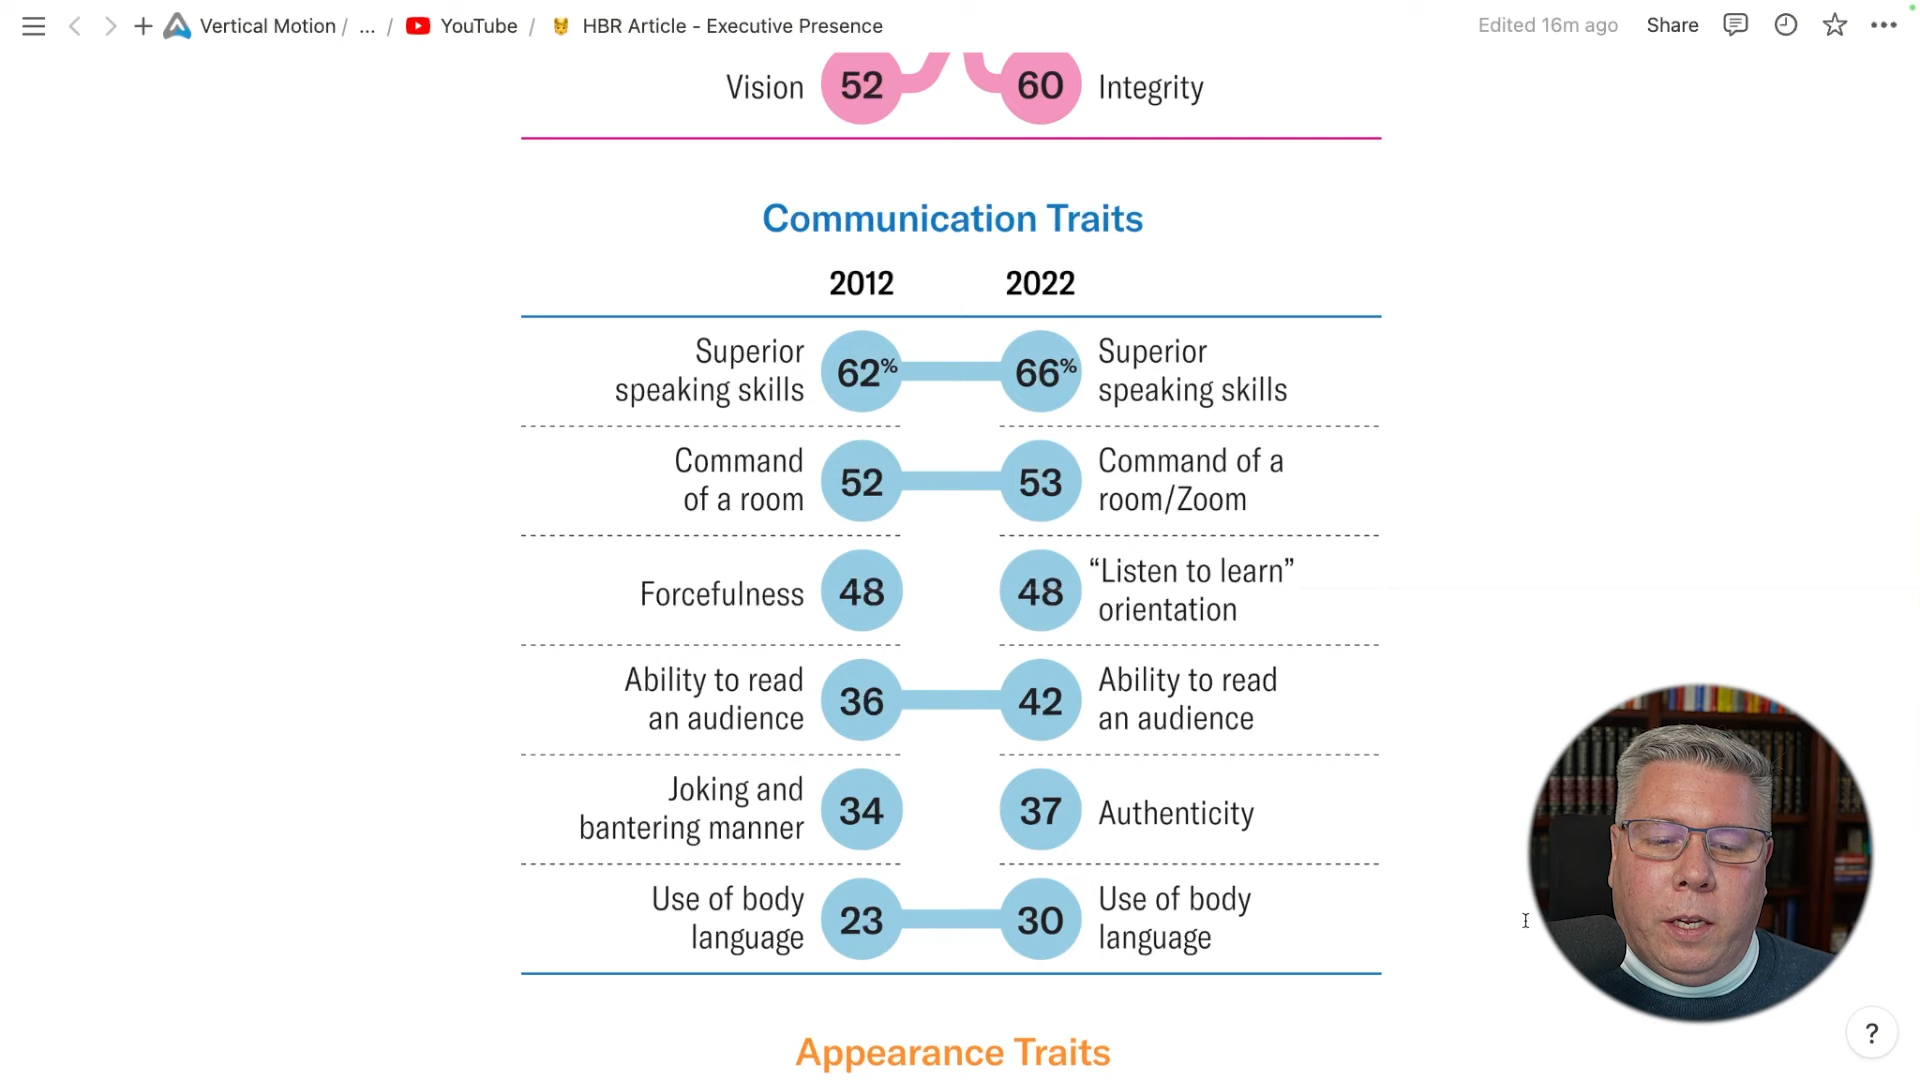 Vertical Motion / ... / YouTube / HBR Article - Executive Presence
Edited 16m ago Share
Vision 52 60 Integrity
Communication Traits
2012 2022
Superior
speaking skills
62%
66%
Superior
speaking skills
Command
of a room
52
53
Command of a
room/Zoom
Forcefulness
48
48
“Listen to learn”
orientation
Ability to read
an audience
36
42
Ability to read
an audience
Joking and
bantering manner
34
37
Authenticity
Use of body
language
23
30
Use of body
language
Appearance Traits
?